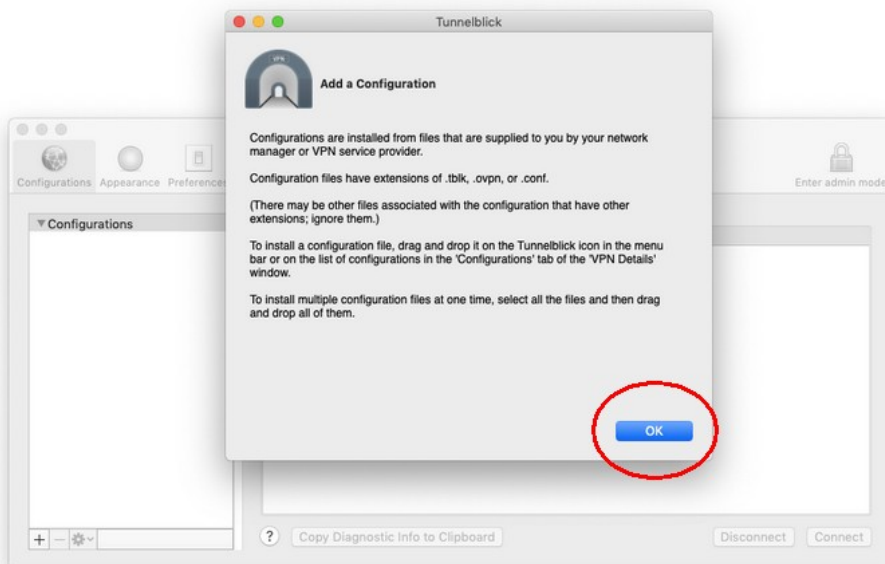 Tunnelblick
VPN
Add a Configuration
Configurations are installed from files that are supplied to you by your network
manager or VPN service provider.
Configuration files have extensions of .tblk, .ovpn, or .conf.
(There may be other files associated with the configuration that have other
extensions; ignore them.)
To install a configuration file, drag and drop it on the Tunnelblick icon in the menu
bar or on the list of configurations in the 'Configurations' tab of the 'VPN Details'
window.
To install multiple configuration files at one time, select all the files and then drag
and drop all of them.
OK
Configurations Appearance Preferences
Enter admin mode
Configurations
? Copy Diagnostic Info to Clipboard Disconnect Connect